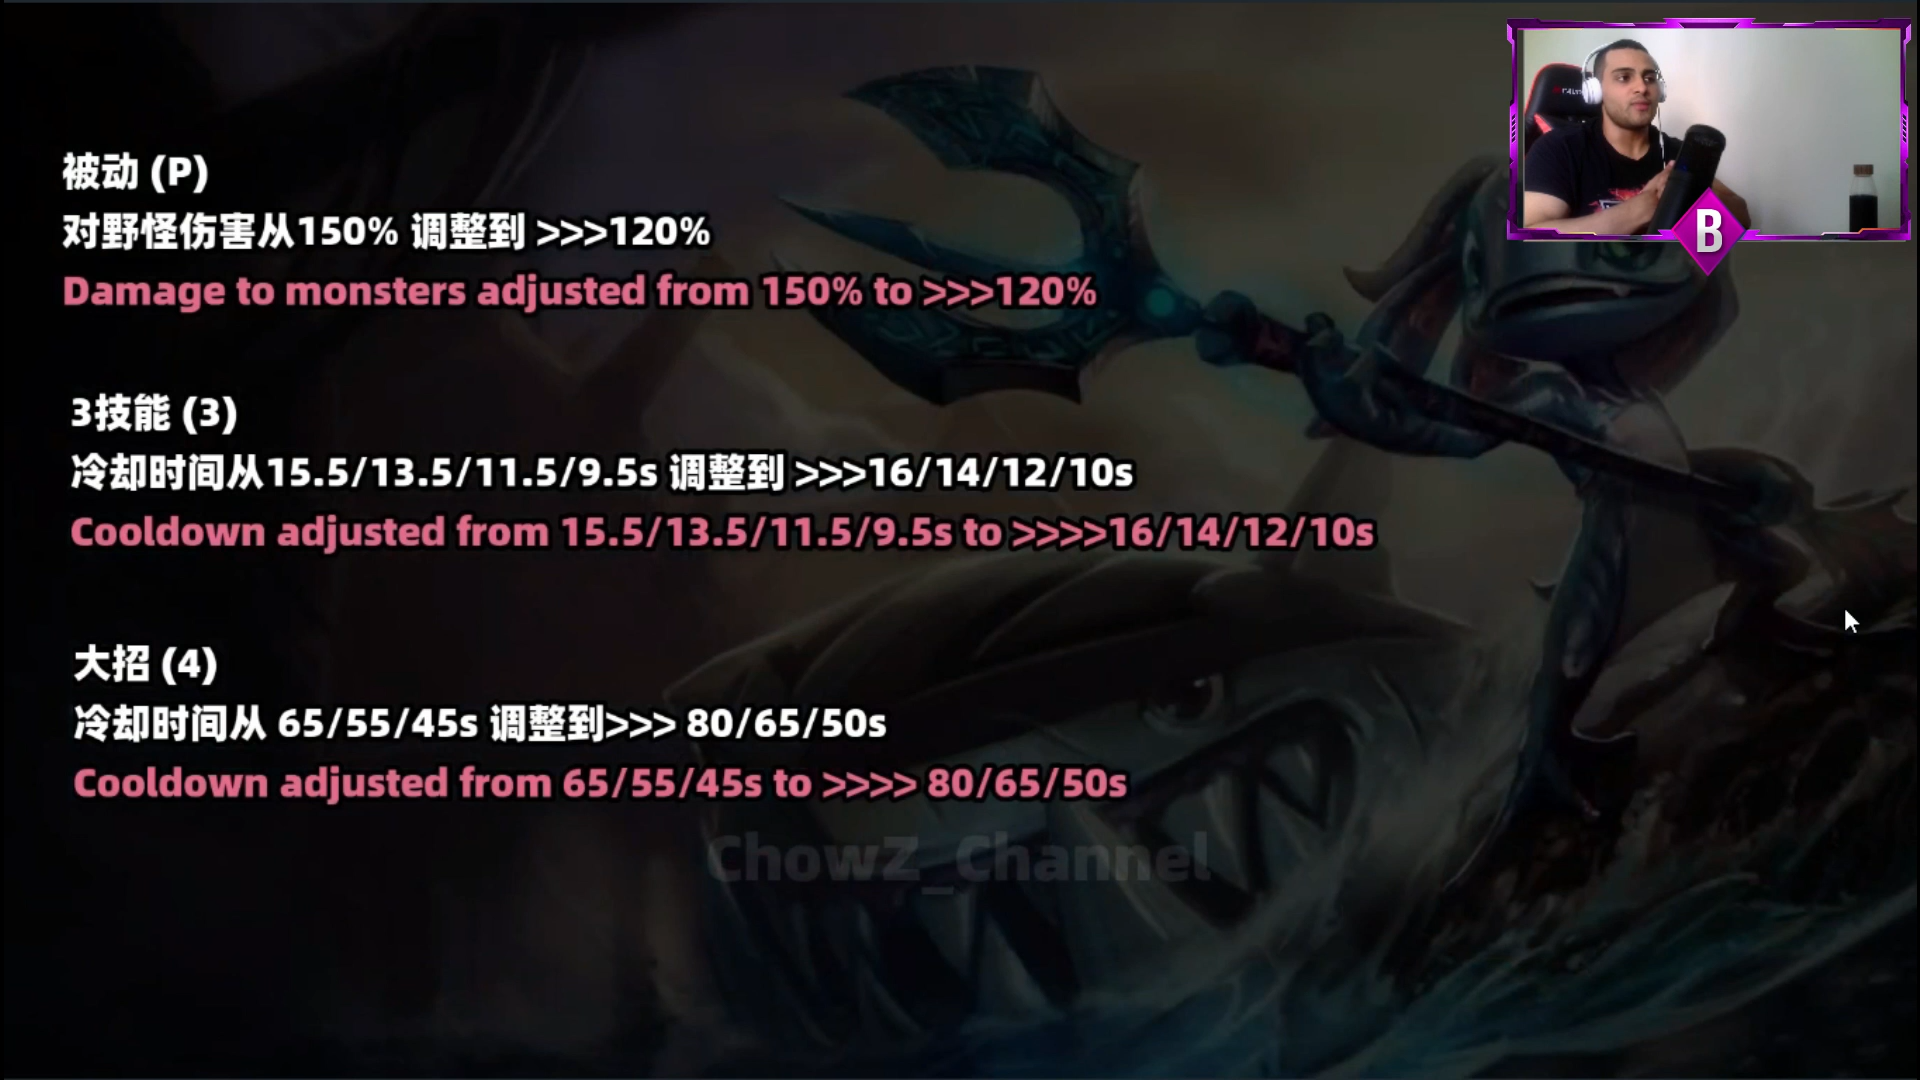 被动 (P)
对野怪伤害从150% 调整到 >>>120%
Damage to monsters adjusted from 150% to >>>120%
3技能 (3)
冷却时间从15.5/13.5/11.5/9.5s 调整到 >>>16/14/12/10s
Cooldown adjusted from 15.5/13.5/11.5/9.5s to >>>>16/14/12/10s
大招 (4)
冷却时间从 65/55/45s 调整到>>> 80/65/50s
Cooldown adjusted from 65/55/45s to >>>> 80/65/50s
ChowZ_Channel
B